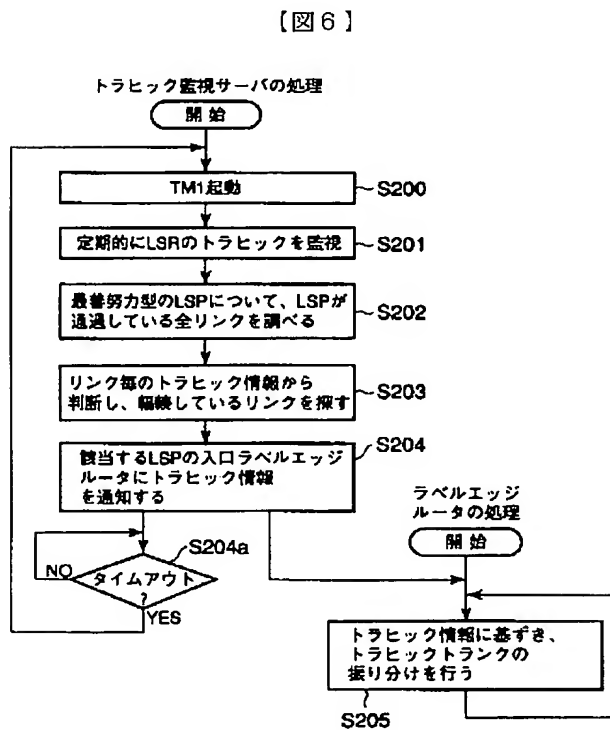 【図6】
トラヒック監視サーバの処理
開始
TM1起動
S200
定期的にLSRのトラヒックを監視
S201
最善努力型のLSPについて、LSPが
通過している全リンクを調べる
S202
リンク毎のトラヒック情報から
判断し、輻輳しているリンクを探す
S203
S204
該当するLSPの入口ラベルエッジ
ルータにトラヒック情報
を通知する
ラベルエッジ
ルータの処理
開始
S204a
NO
タイムアウト
?
YES
トラヒック情報に基ずき、
トラヒックトランクの
振り分けを行う
S205